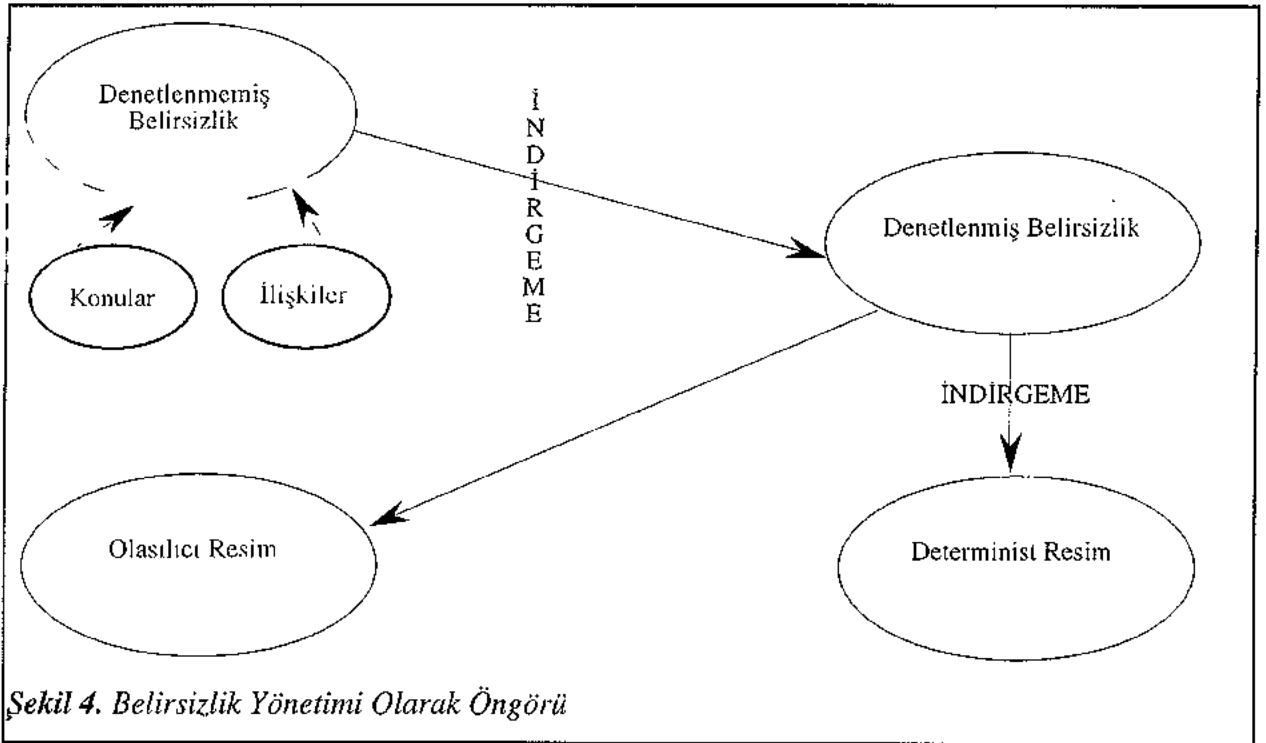 Denetlenmemiş
Belirsizlik
İNDİRGEME
Denetlenmiş Belirsizlik
Konular
İlişkiler
İNDİRGEME
Olasılıcı Resim
Determinist Resim
Şekil 4. Belirsizlik Yönetimi Olarak Öngörü